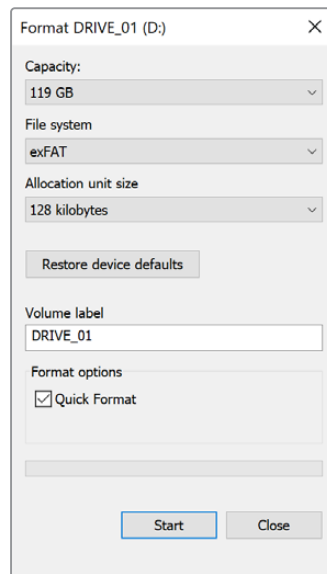 Format DRIVE_01 (D:)
Capacity:
119 GB
File system
exFAT
Allocation unit size
128 kilobytes
Restore device defaults
Volume label
DRIVE_01
Format options
Quick Format
Start
Close